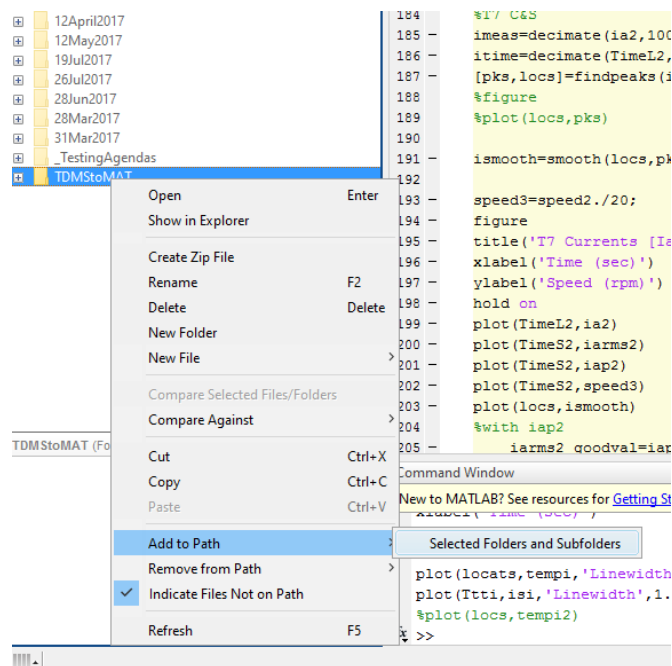 12April2017
12May2017
19Jul2017
26Jul2017
28Jun2017
28Mar2017
31Mar2017
_TestingAgendas
TDMStoMAT
Open Enter
Show in Explorer
Create Zip File
Rename F2
Delete Delete
New Folder
New File
Compare Selected Files/Folders
Compare Against
Cut Ctrl+X
Copy Ctrl+C
Paste Ctrl+V
Add to Path
Remove from Path
Indicate Files Not on Path
Refresh F5
Selected Folders and Subfolders
TDMStoMAT (Fo
184 %T7 C&S
185 – imeas=decimate(ia2,100
186 – itime=decimate(TimeL2,
187 – [pks,locs]=findpeaks(i
188 %figure
189 %plot(locs,pks)
190
191 – ismooth=smooth(locs,pk
192
193 – speed3=speed2./20;
194 – figure
195 – title('T7 Currents [Ia
196 – xlabel('Time (sec)')
197 – ylabel('Speed (rpm)')
198 – hold on
199 – plot(TimeL2,ia2)
200 – plot(TimeS2,iarms2)
201 – plot(TimeS2,iap2)
202 – plot(TimeS2,speed3)
203 – plot(locs,ismooth)
204 %with iap2
205 – iarms2_goodval=iap
Command Window
New to MATLAB? See resources for Getting St
xlabel('Time (sec)')
plot(locats,tempi,'Linewidth
plot(Ttti,isi,'Linewidth',1.
%plot(locs,tempi2)
>>